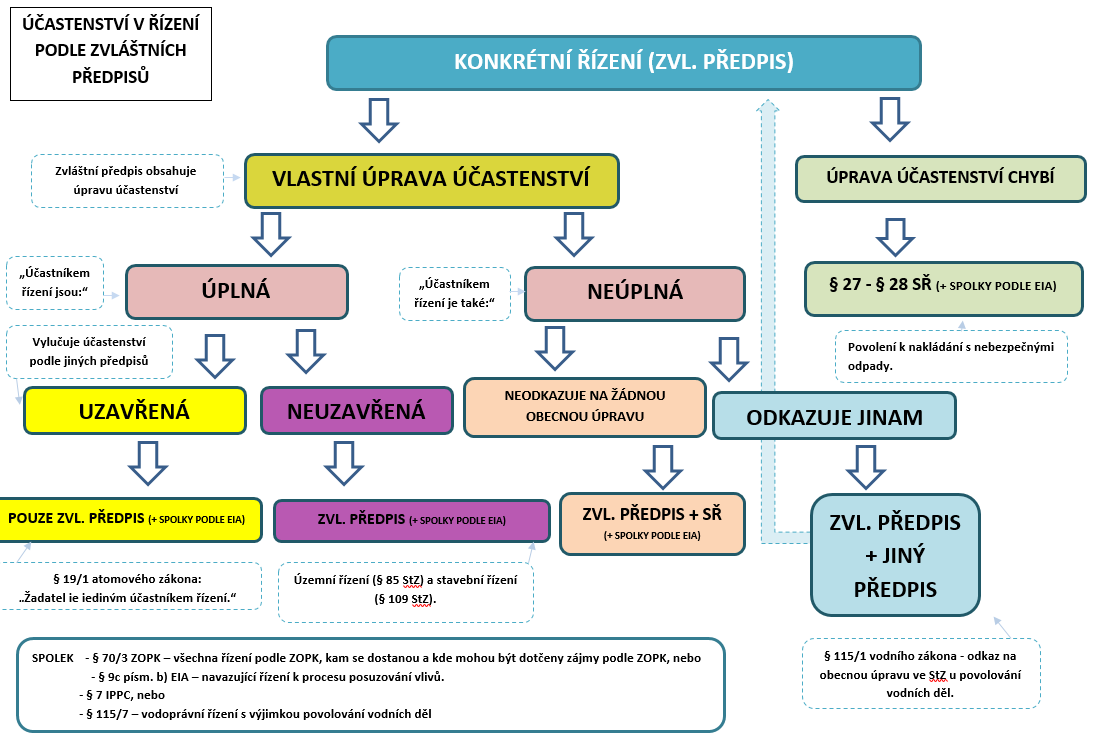 ÚČASTENSTVÍ V ŘÍZENÍ
PODLE ZVLÁŠTNÍCH
PŘEDPISŮ
KONKRÉTNÍ ŘÍZENÍ (ZVL. PŘEDPIS)
Zvláštní předpis obsahuje
úpravu účastenství
VLASTNÍ ÚPRAVA ÚČASTENSTVÍ
ÚPRAVA ÚČASTENSTVÍ CHYBÍ
„Účastníkem
řízení jsou:“
ÚPLNÁ
„Účastníkem
řízení je také:“
NEÚPLNÁ
§ 27 - § 28 SŘ (+ SPOLKY PODLE EIA)
Vylučuje účastenství
podle jiných předpisů
Povolení k nakládání s nebezpečnými
odpady.
UZAVŘENÁ
NEUZAVŘENÁ
NEODKAZUJE NA ŽÁDNOU
OBECNOU ÚPRAVU
ODKAZUJE JINAM
POUZE ZVL. PŘEDPIS (+ SPOLKY PODLE EIA)
ZVL. PŘEDPIS (+ SPOLKY PODLE EIA)
ZVL. PŘEDPIS + SŘ
(+ SPOLKY PODLE EIA)
ZVL. PŘEDPIS
+ JINÝ
PŘEDPIS
§ 19/1 atomového zákona:
„Žadatel je jediným účastníkem řízení.“
Územní řízení (§ 85 StZ) a stavební řízení
(§ 109 StZ).
§ 115/1 vodního zákona - odkaz na
obecnou úpravu ve StZ u povolování
vodních děl.
SPOLEK - § 70/3 ZOPK – všechna řízení podle ZOPK, kam se dostanou a kde mohou být dotčeny zájmy podle ZOPK, nebo
- § 9c písm. b) EIA – navazující řízení k procesu posuzování vlivů.
- § 7 IPPC, nebo
- § 115/7 – vodoprávní řízení s výjimkou povolování vodních děl